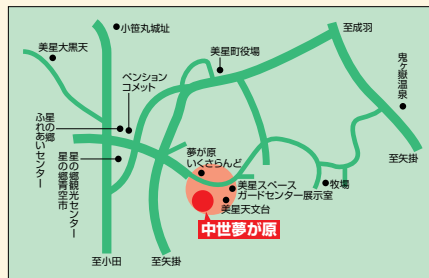 小笹丸城址
至成羽
美星大黒天
美星町役場
鬼ヶ嶽温泉
ペンション
コメット
星の郷
ふれあいセンター
夢が原
いくさらんど
至矢掛
星の郷観光センター
星の郷青空市
美星スペース
ガードセンター展示室
牧場
美星天文台
中世夢が原
至小田
至矢掛